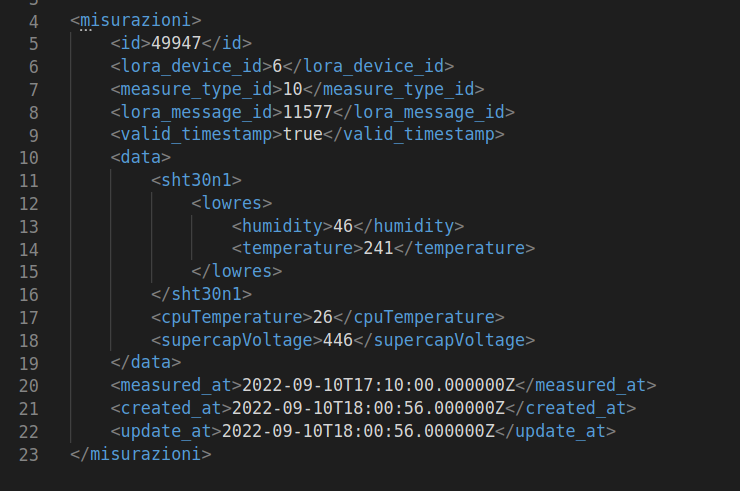 4 <misurazioni>
5 <id>49947</id>
6 <lora_device_id>6</lora_device_id>
7 <measure_type_id>10</measure_type_id>
8 <lora_message_id>11577</lora_message_id>
9 <valid_timestamp>true</valid_timestamp>
10 <data>
11 <sht30n1>
12 <lowres>
13 <humidity>46</humidity>
14 <temperature>241</temperature>
15 </lowres>
16 </sht30n1>
17 <cpuTemperature>26</cpuTemperature>
18 <supercapVoltage>446</supercapVoltage>
19 </data>
20 <measured_at>2022-09-10T17:10:00.000000Z</measured_at>
21 <created_at>2022-09-10T18:00:56.000000Z</created_at>
22 <update_at>2022-09-10T18:00:56.000000Z</update_at>
23 </misurazioni>